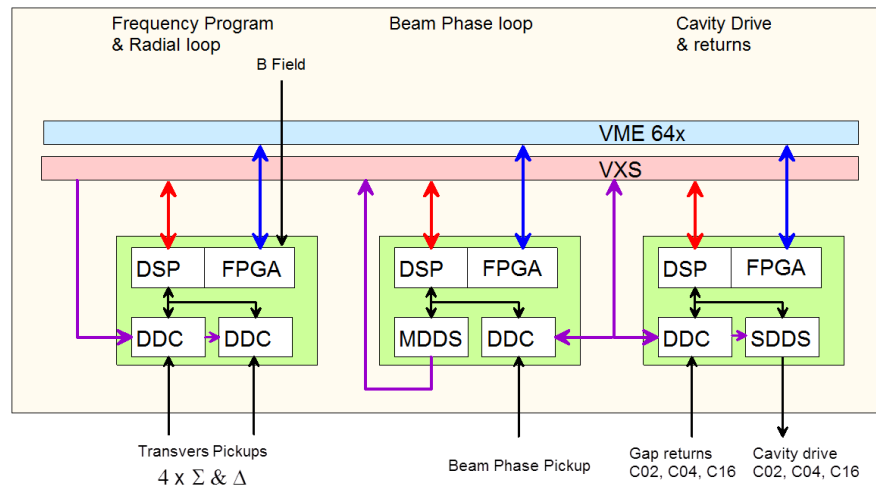 Frequency Program
& Radial loop
Beam Phase loop
Cavity Drive
& returns
B Field
VME 64x
VXS
DSP
FPGA
DSP
FPGA
DSP
FPGA
DDC
DDC
MDDS
DDC
DDC
SDDS
Transvers Pickups
4 x Σ & Δ
Beam Phase Pickup
Gap returns
C02, C04, C16
Cavity drive
C02, C04, C16